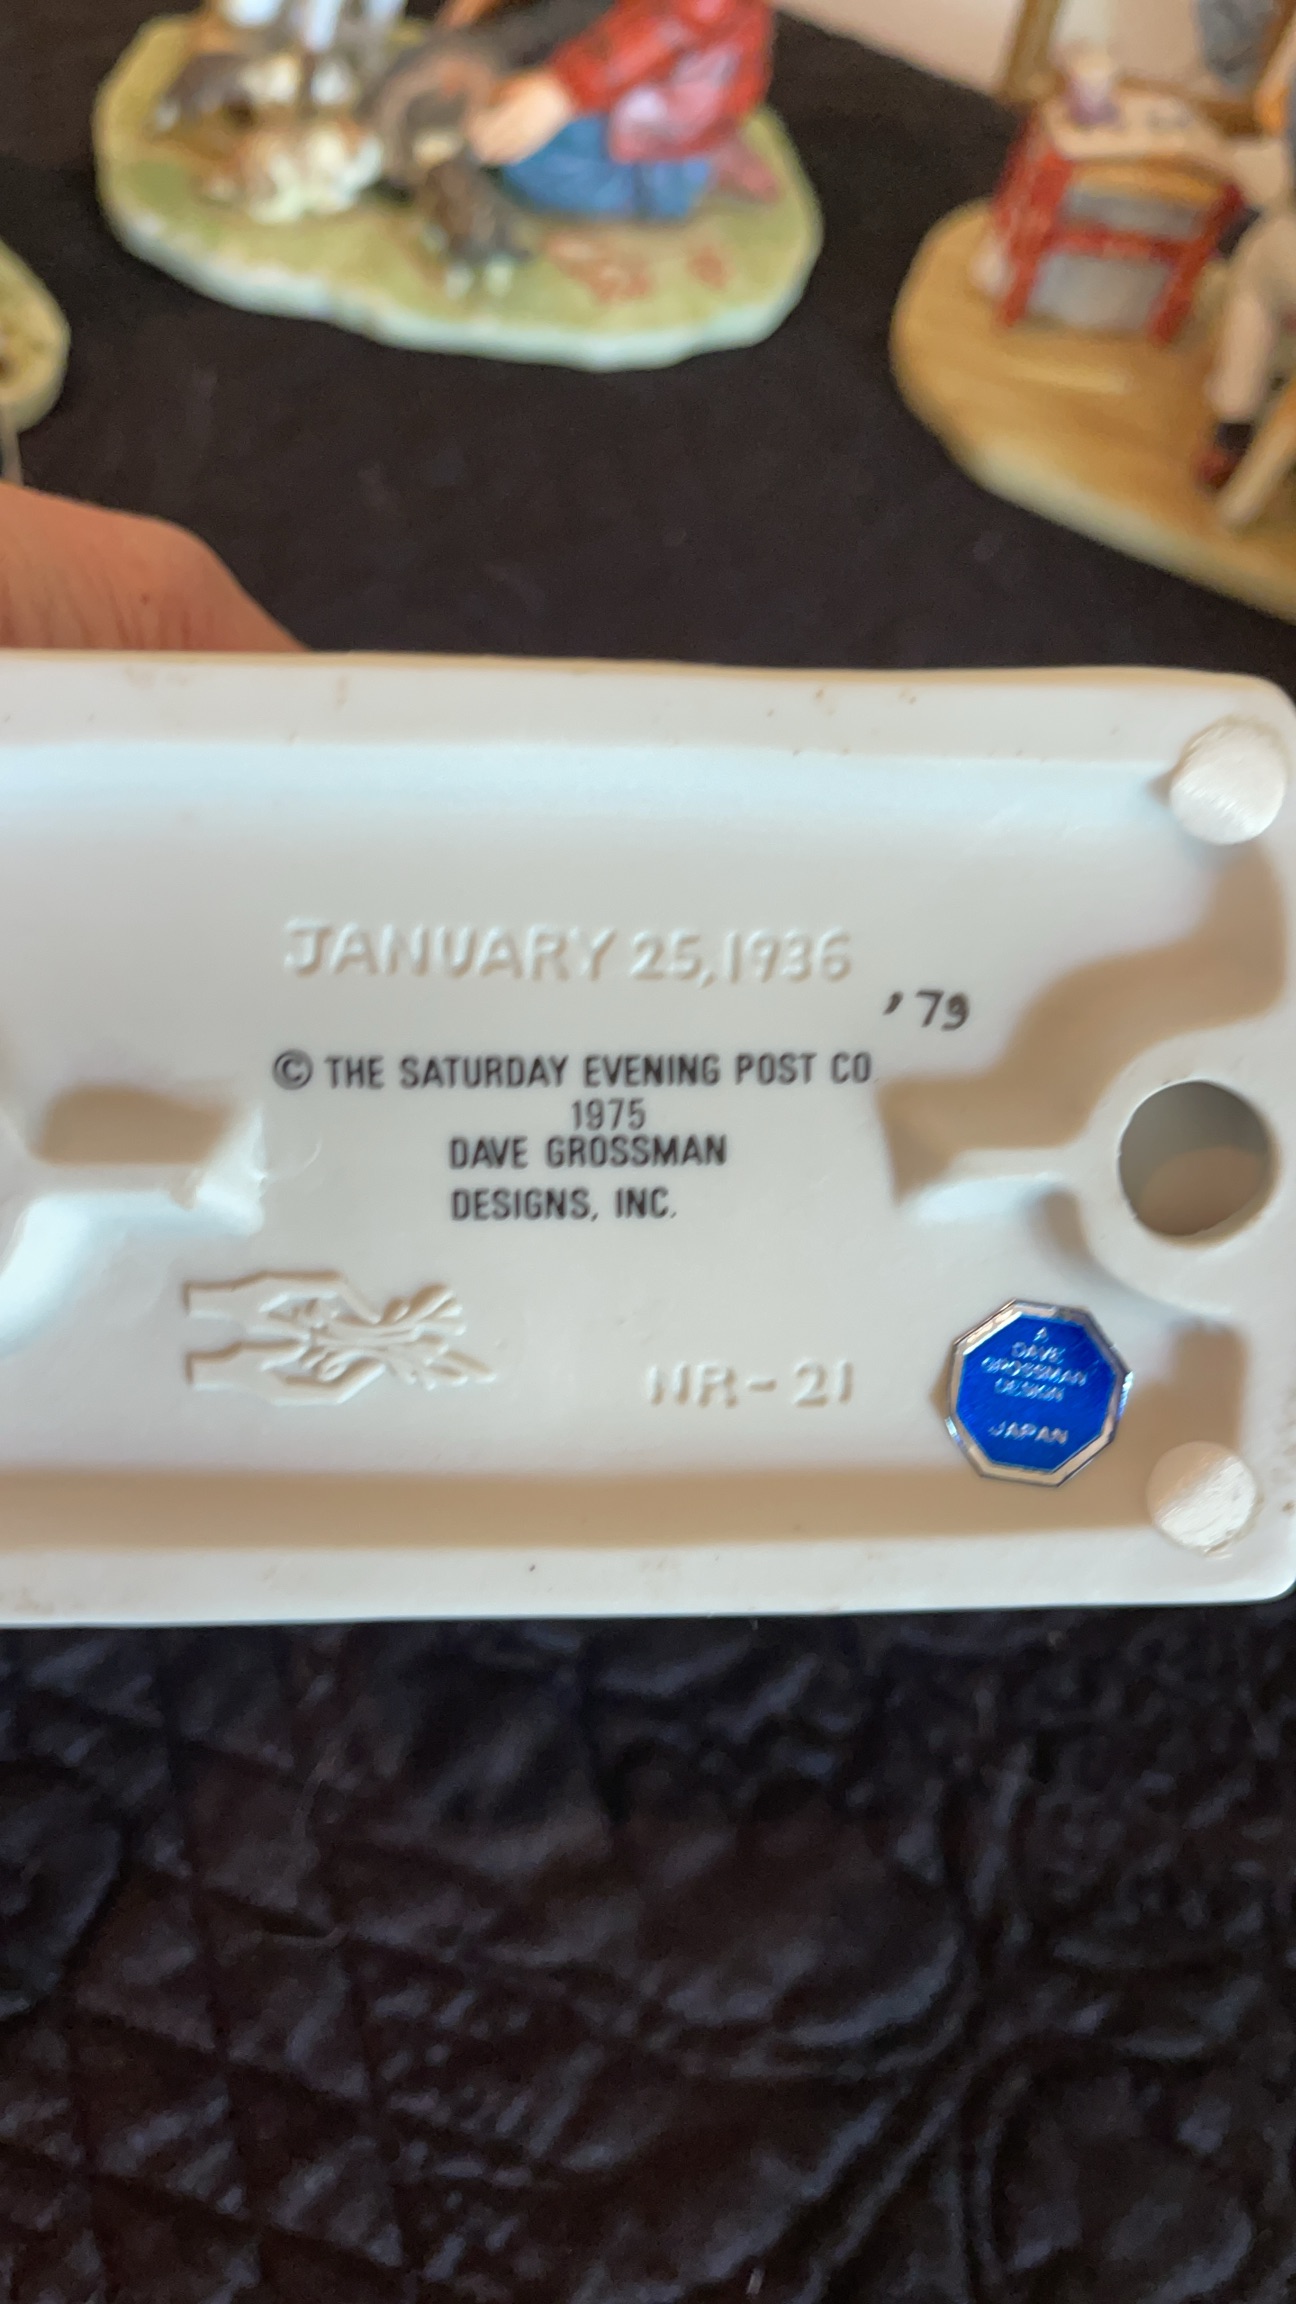 JANUARY 25, 1936
'79
© THE SATURDAY EVENING POST CO
1975
DAVE GROSSMAN
DESIGNS, INC.
NR-21
A
DAVE
GROSSMAN
DESIGN
JAPAN